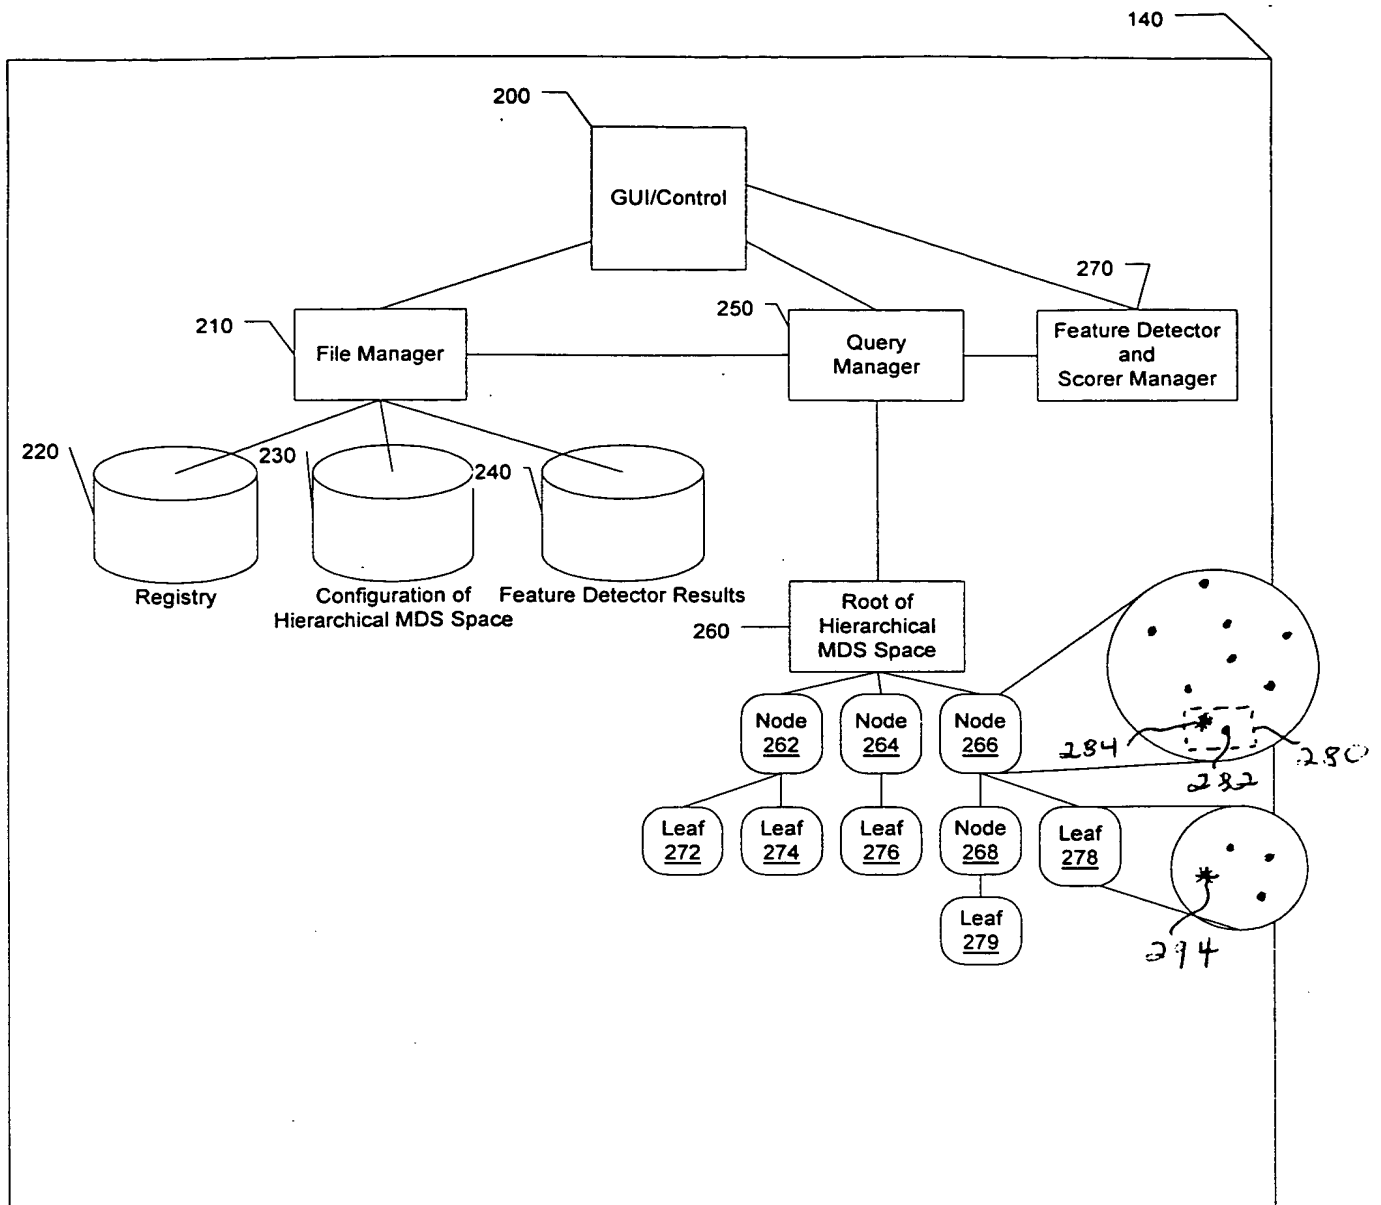 140
200
GUI/Control
270
210
File Manager
250
Query
Manager
Feature Detector
and
Scorer Manager
220
230
240
Registry
Configuration of
Hierarchical MDS Space
Feature Detector Results
260
Root of
Hierarchical
MDS Space
Node
262
Node
264
Node
266
284
282
280
Leaf
272
Leaf
274
Leaf
276
Node
268
Leaf
278
Leaf
279
294